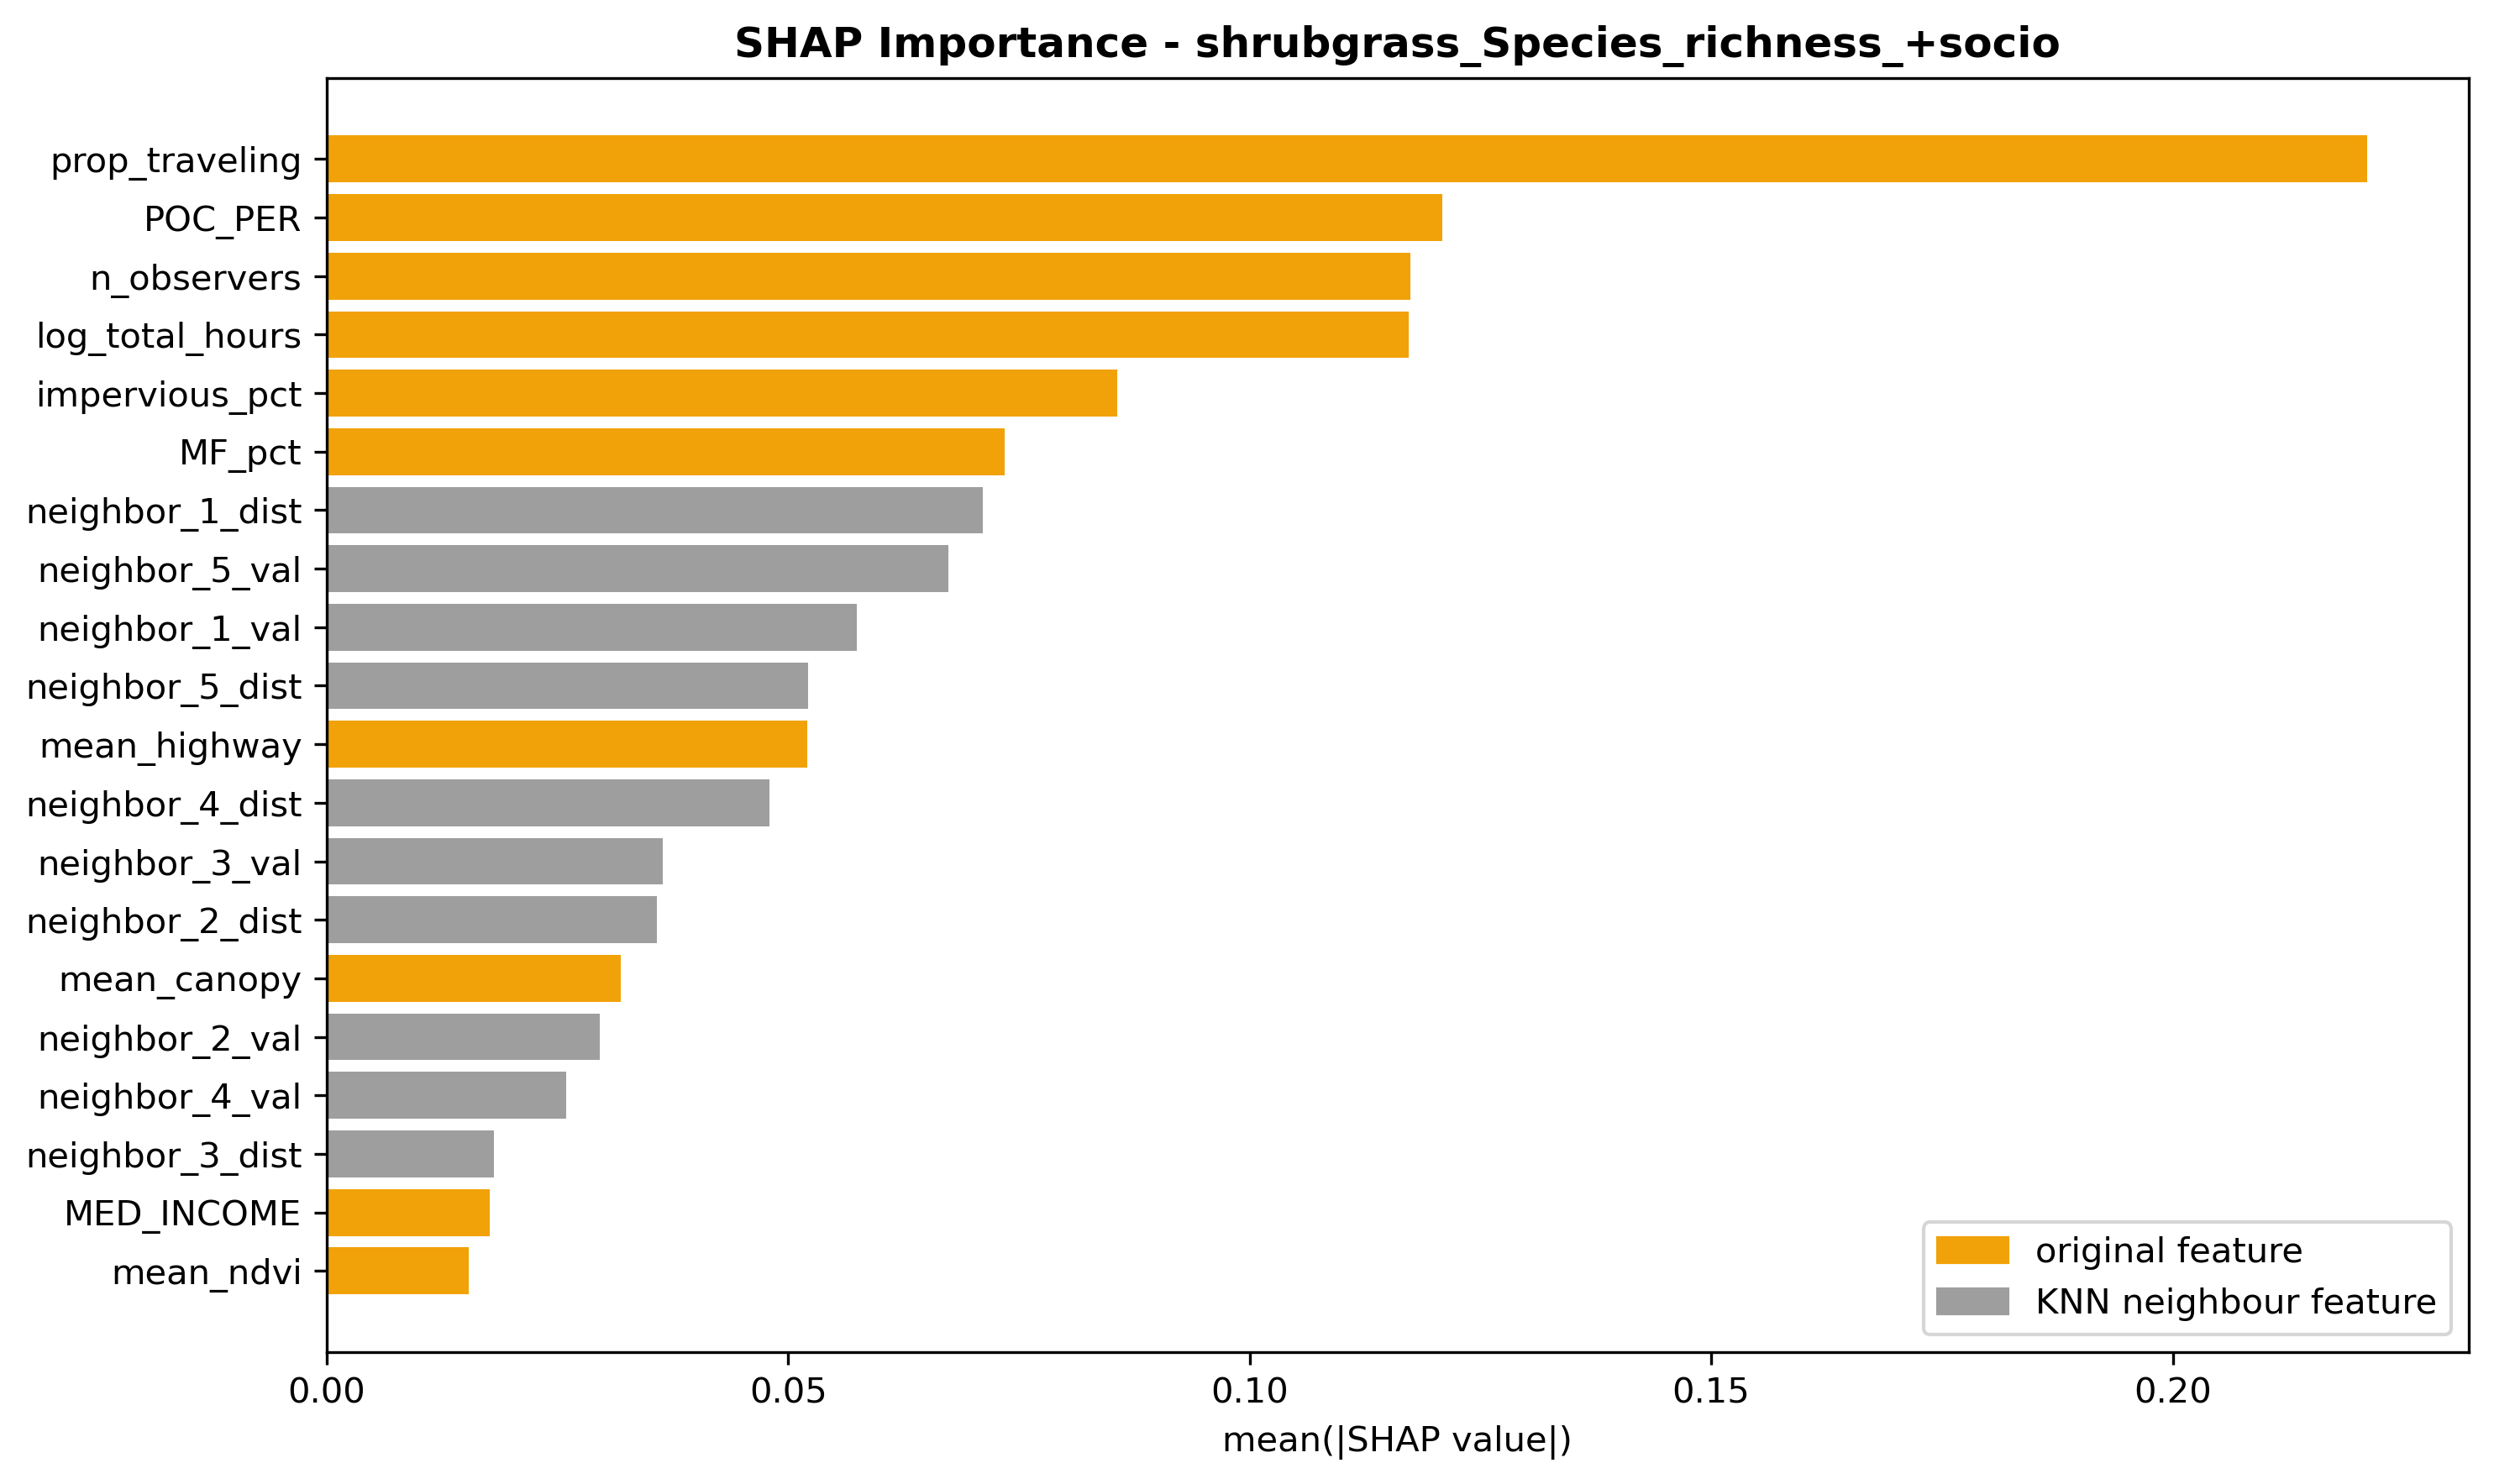 SHAP Importance - shrubgrass_Species_richness_+socio
prop_traveling
POC_PER
n_observers
log_total_hours
impervious_pct
MF_pct
neighbor_1_dist
neighbor_5_val
neighbor_1_val
neighbor_5_dist
mean_highway
neighbor_4_dist
neighbor_3_val
neighbor_2_dist
mean_canopy
neighbor_2_val
neighbor_4_val
neighbor_3_dist
MED_INCOME
mean_ndvi
original feature
KNN neighbour feature
0.00 0.05 0.10 0.15 0.20
mean(|SHAP value|)